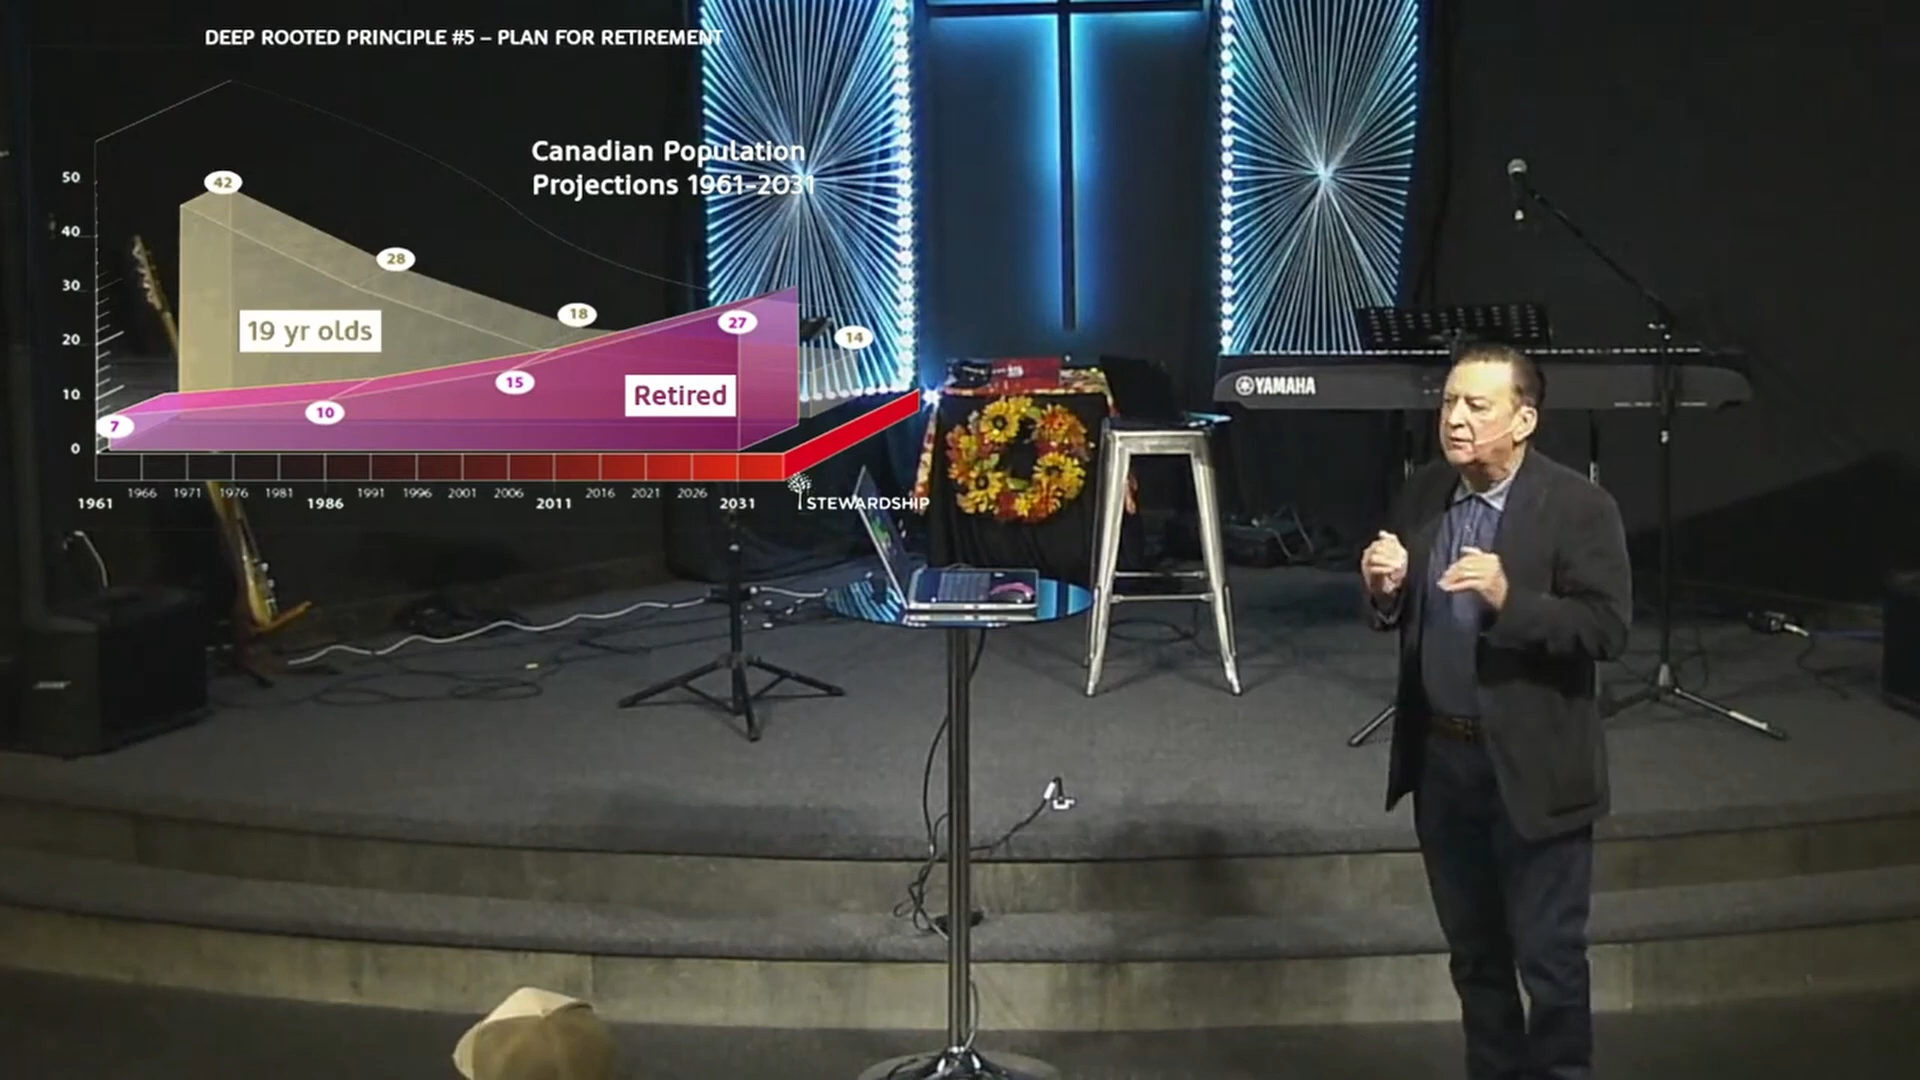 DEEP ROOTED PRINCIPLE #5 – PLAN FOR RETIREMENT
Canadian Population
Projections 1961-2031
50
40
30
20
10
0
42
28
18
14
19 yr olds
7
10
15
27
Retired
1961 1966 1971 1976 1981 1986 1991 1996 2001 2006 2011 2016 2021 2026 2031
STEWARDSHIP
YAMAHA